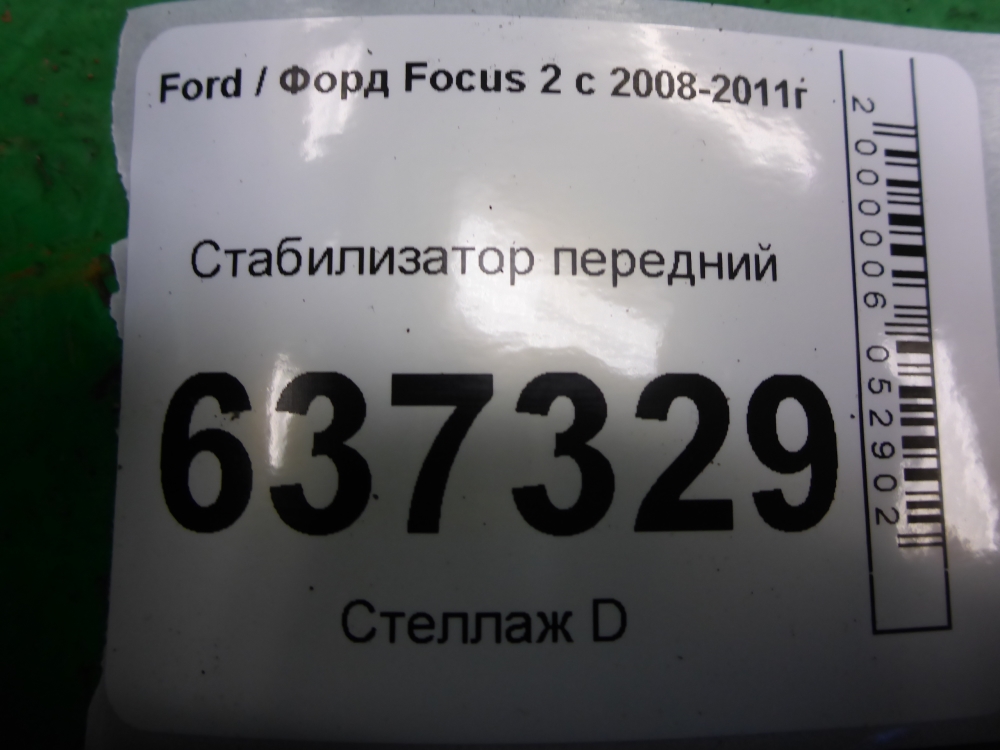 Ford / Форд Focus 2 с 2008-2011г
Стабилизатор передний
637329
Стеллаж D
2000006052902